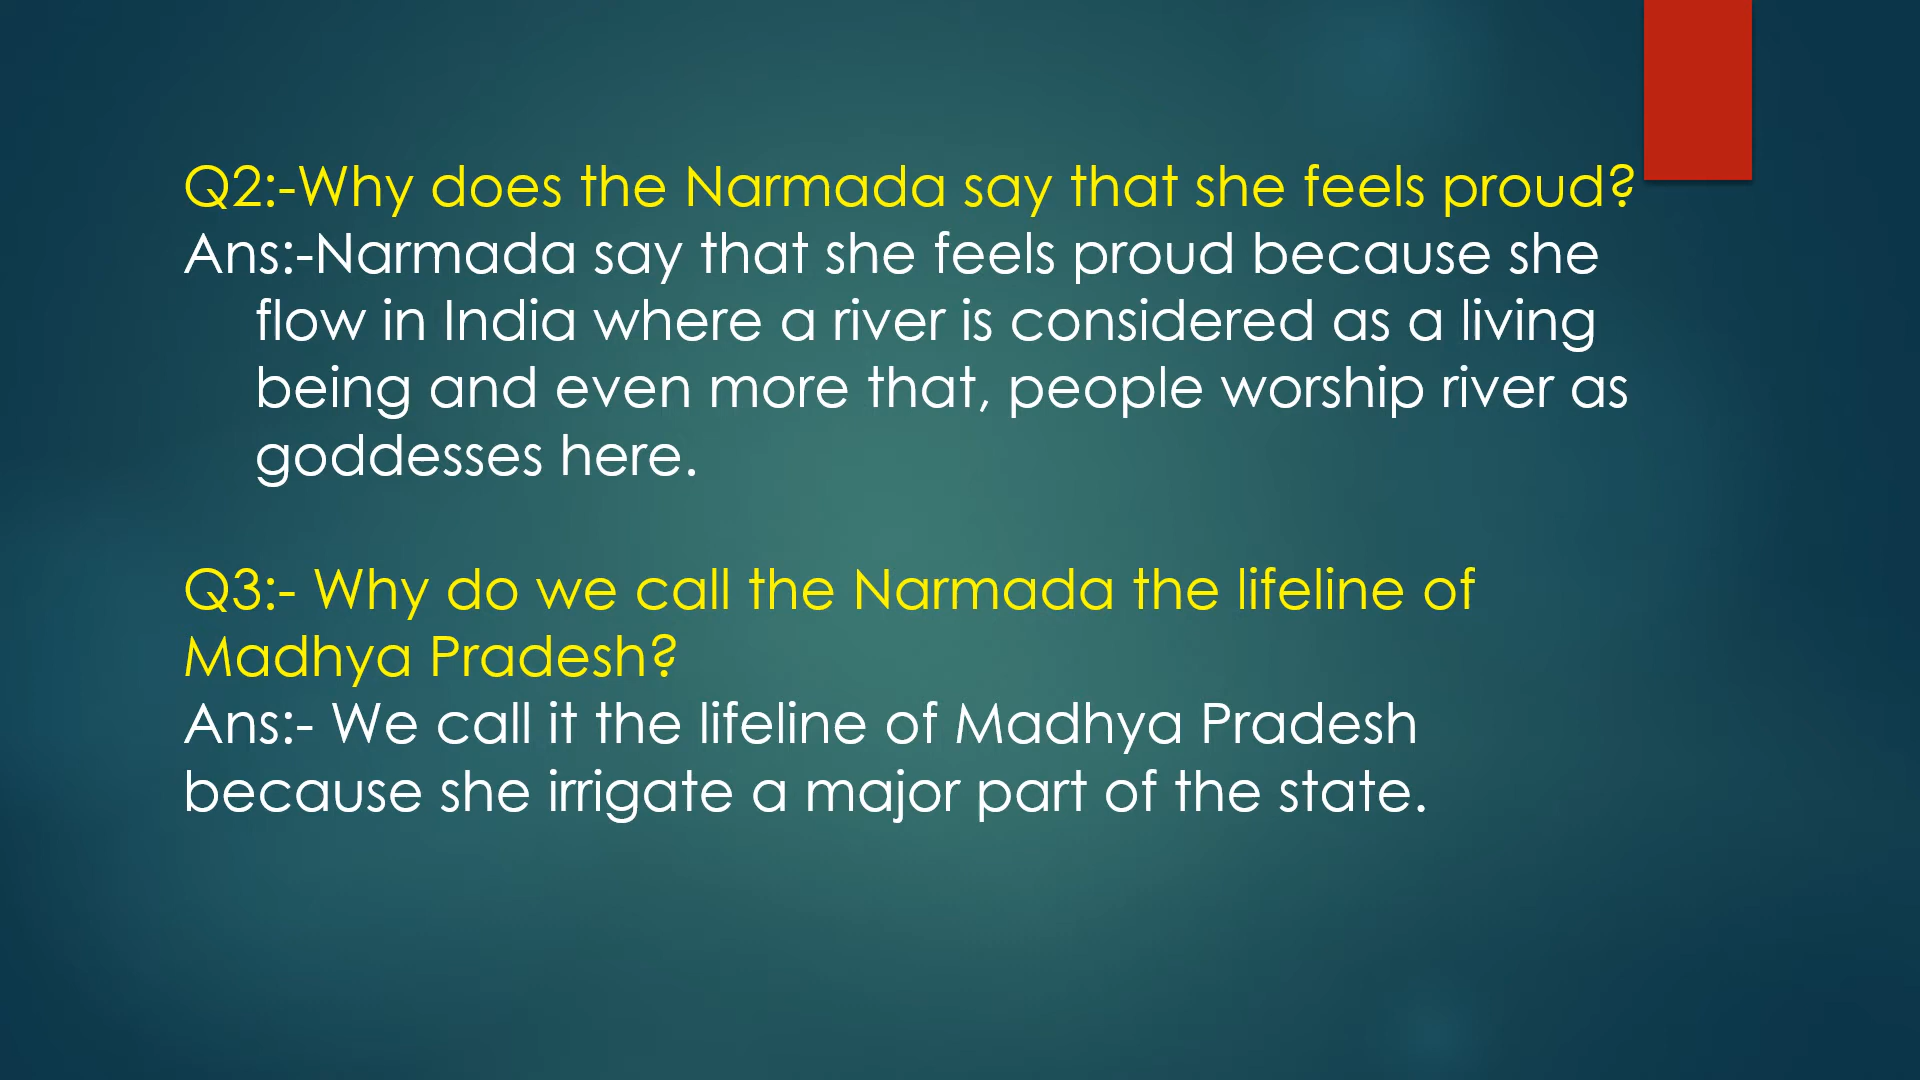 Q2:-Why does the Narmada say that she feels proud?
Ans:-Narmada say that she feels proud because she
flow in India where a river is considered as a living
being and even more that, people worship river as
goddesses here.
Q3:- Why do we call the Narmada the lifeline of
Madhya Pradesh?
Ans:- We call it the lifeline of Madhya Pradesh
because she irrigate a major part of the state.